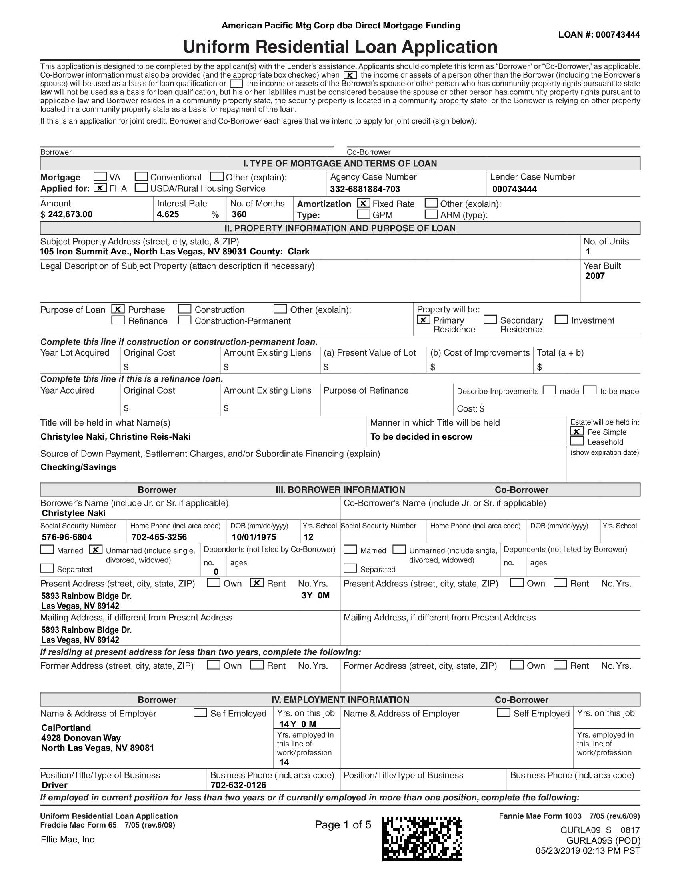 American Pacific Mtg Corp dba Direct Mortgage Funding
LOAN #: 000743444
Uniform Residential Loan Application
This application is designed to be completed by the applicant(s) with the Lender's assistance. Applicants should complete this form as "Borrower" or "Co-Borrower," as applicable.
Co-Borrower information must also be provided (and the appropriate box checked) when X the income or assets of a person other than the Borrower (including the Borrower's
spouse) will be used as a basis for loan qualification or the income or assets of the Borrower's spouse or other person who has community property rights pursuant to state
law will not be used as a basis for loan qualification, but his or her liabilities must be considered because the spouse or other person has community property rights pursuant to
applicable law and Borrower resides in a community property state, the security property is located in a community property state, or the Borrower is relying on other property
located in a community property state as a basis for repayment of the loan.
If this is an application for joint credit, Borrower and Co-Borrower each agree that we intend to apply for joint credit (sign below):
Borrower Co-Borrower
I. TYPE OF MORTGAGE AND TERMS OF LOAN
Mortgage VA Conventional Other (explain): Agency Case Number Lender Case Number
Applied for: X FHA USDA/Rural Housing Service 332-6881884-703 000743444
Amount Interest Rate No. of Months Amortization X Fixed Rate Other (explain):
$ 242,673.00 4.625 % 360 Type: GPM ARM (type):
II. PROPERTY INFORMATION AND PURPOSE OF LOAN
Subject Property Address (street, city, state, & ZIP) No. of Units
105 Iron Summit Ave., North Las Vegas, NV 89031 County: Clark 1
Legal Description of Subject Property (attach description if necessary) Year Built
2007
Purpose of Loan X Purchase Construction Other (explain): Property will be:
Refinance Construction-Permanent X Primary Residence Secondary Residence Investment
Complete this line if construction or construction-permanent loan.
Year Lot Acquired Original Cost Amount Existing Liens (a) Present Value of Lot (b) Cost of Improvements Total (a + b)
$ $ $ $ $
Complete this line if this is a refinance loan.
Year Acquired Original Cost Amount Existing Liens Purpose of Refinance Describe Improvements made to be made
$ $ Cost: $
Title will be held in what Name(s) Manner in which Title will be held Estate will be held in:
Christylee Naki, Christine Reis-Naki To be decided in escrow X Fee Simple
Leasehold
Source of Down Payment, Settlement Charges, and/or Subordinate Financing (explain) (show expiration date)
Checking/Savings
Borrower III. BORROWER INFORMATION Co-Borrower
Borrower's Name (include Jr. or Sr. if applicable) Co-Borrower's Name (include Jr. or Sr. if applicable)
Christylee Naki
Social Security Number Home Phone (incl. area code) DOB (mm/dd/yyyy) Yrs. School Social Security Number Home Phone (incl. area code) DOB (mm/dd/yyyy) Yrs. School
576-96-6804 702-465-3256 10/01/1975 12
Married X Unmarried (include single, Dependents (not listed by Co-Borrower) Married Unmarried (include single, Dependents (not listed by Borrower)
divorced, widowed) no. ages divorced, widowed) no. ages
Separated 0 Separated
Present Address (street, city, state, ZIP) Own X Rent No. Yrs. Present Address (street, city, state, ZIP) Own Rent No. Yrs.
5893 Rainbow Bldge Dr. 3Y 0M
Las Vegas, NV 89142
Mailing Address, if different from Present Address Mailing Address, if different from Present Address
5893 Rainbow Bldge Dr.
Las Vegas, NV 89142
If residing at present address for less than two years, complete the following:
Former Address (street, city, state, ZIP) Own Rent No. Yrs. Former Address (street, city, state, ZIP) Own Rent No. Yrs.
Borrower IV. EMPLOYMENT INFORMATION Co-Borrower
Name & Address of Employer Self Employed Yrs. on this job Name & Address of Employer Self Employed Yrs. on this job
CalPortland 14Y 0 M
4928 Donovan Way Yrs. employed in this line of work/profession Yrs. employed in this line of work/profession
North Las Vegas, NV 89081
14
Position/Title/Type of Business Business Phone (incl. area code) Position/Title/Type of Business Business Phone (incl. area code)
Driver 702-632-0126
If employed in current position for less than two years or if currently employed in more than one position, complete the following:
Uniform Residential Loan Application Fannie Mae Form 1003 7/05 (rev.6/09)
Freddie Mac Form 65 7/05 (rev.6/09) Page 1 of 5 GURLA09 S 0817
Ellie Mae, Inc. GURLA09S (POD)
05/23/2019 02:13 PM PST